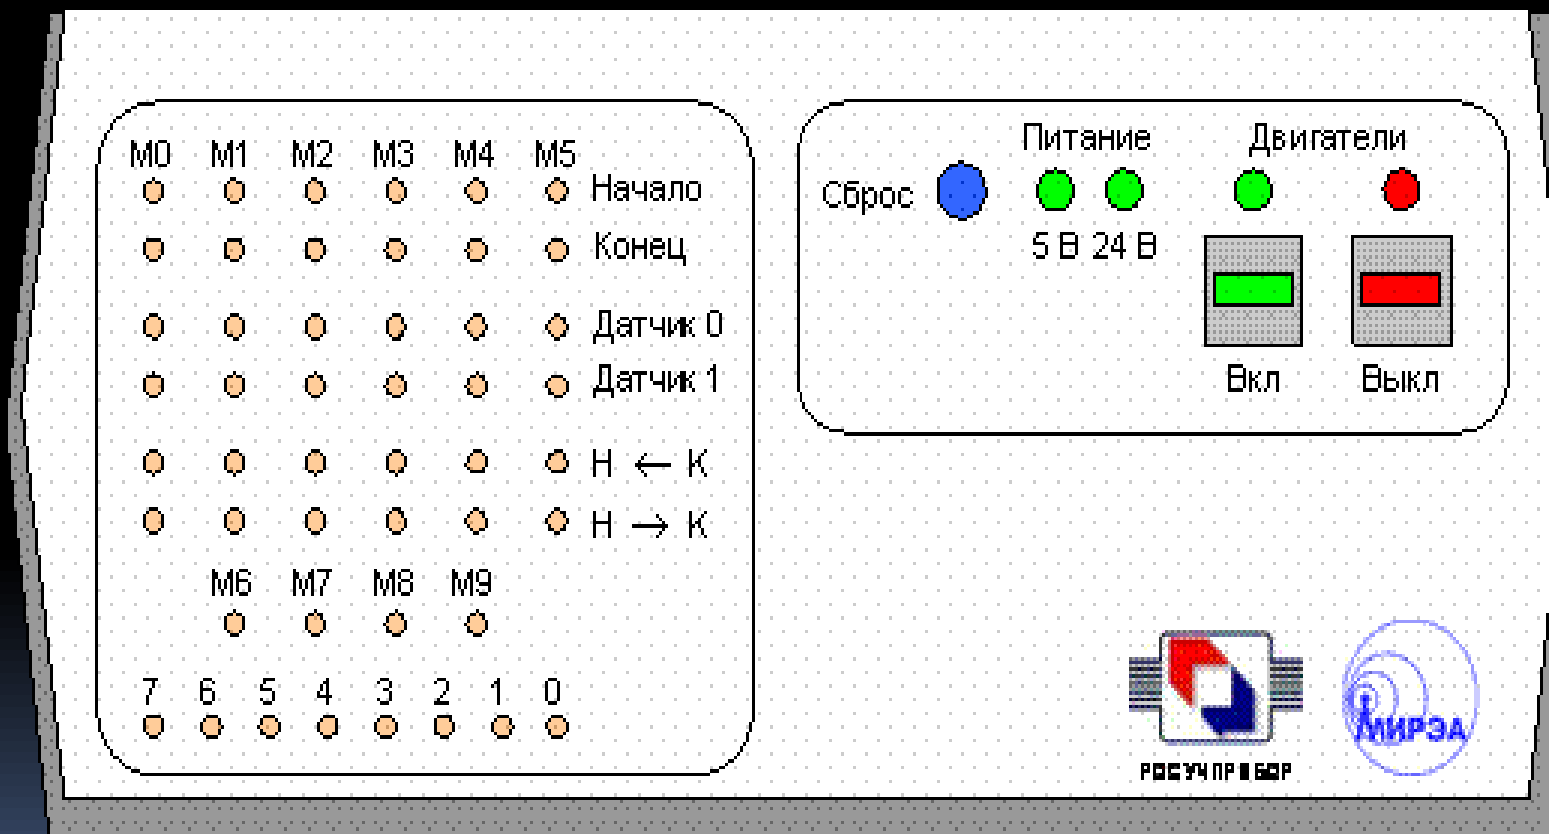 M0 M1 M2 M3 M4 M5
Начало
Конец
Датчик 0
Датчик 1
Н ← К
Н → К
M6 M7 M8 M9
7 6 5 4 3 2 1 0
Питание Двигатели
Сброс
5 В 24 В
Вкл Выкл
РОСУЧПРИБОР
МИРЭА